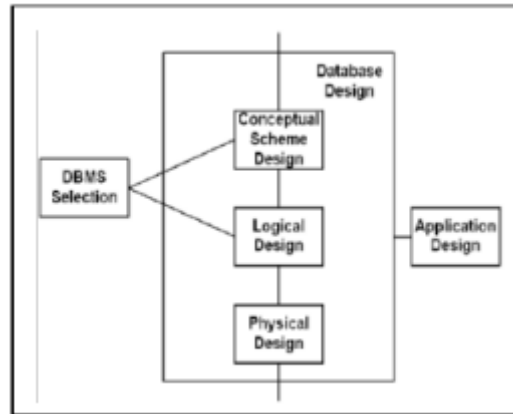 Database
Design
Conceptual
Scheme
Design
DBMS
Selection
Logical
Design
Application
Design
Physical
Design